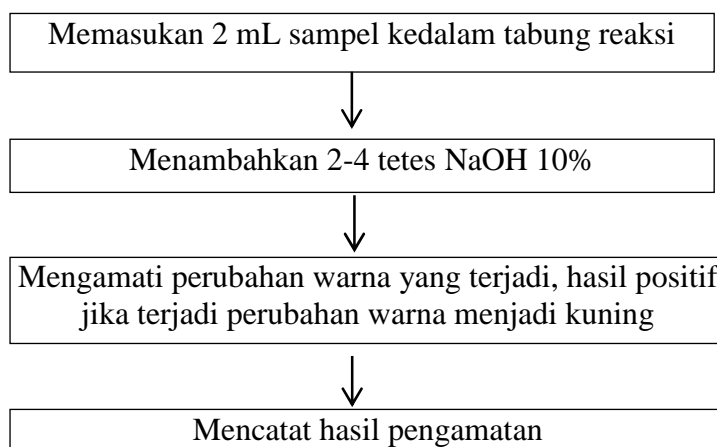 Memasukan 2 mL sampel kedalam tabung reaksi
Menambahkan 2-4 tetes NaOH 10%
Mengamati perubahan warna yang terjadi, hasil positif
jika terjadi perubahan warna menjadi kuning
Mencatat hasil pengamatan